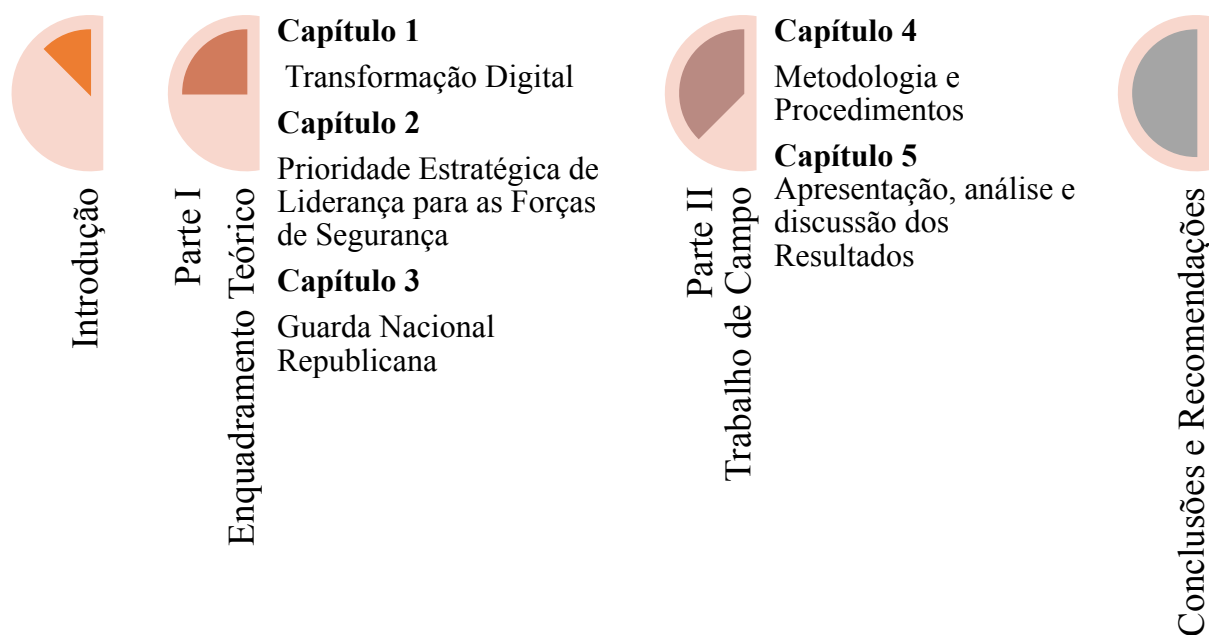 Introdução
Parte I
Enquadramento Teórico
Capítulo 1
Transformação Digital
Capítulo 2
Prioridade Estratégica de
Liderança para as Forças
de Segurança
Capítulo 3
Guarda Nacional
Republicana
Parte II
Trabalho de Campo
Capítulo 4
Metodologia e
Procedimentos
Capítulo 5
Apresentação, análise e
discussão dos
Resultados
Conclusões e Recomendações